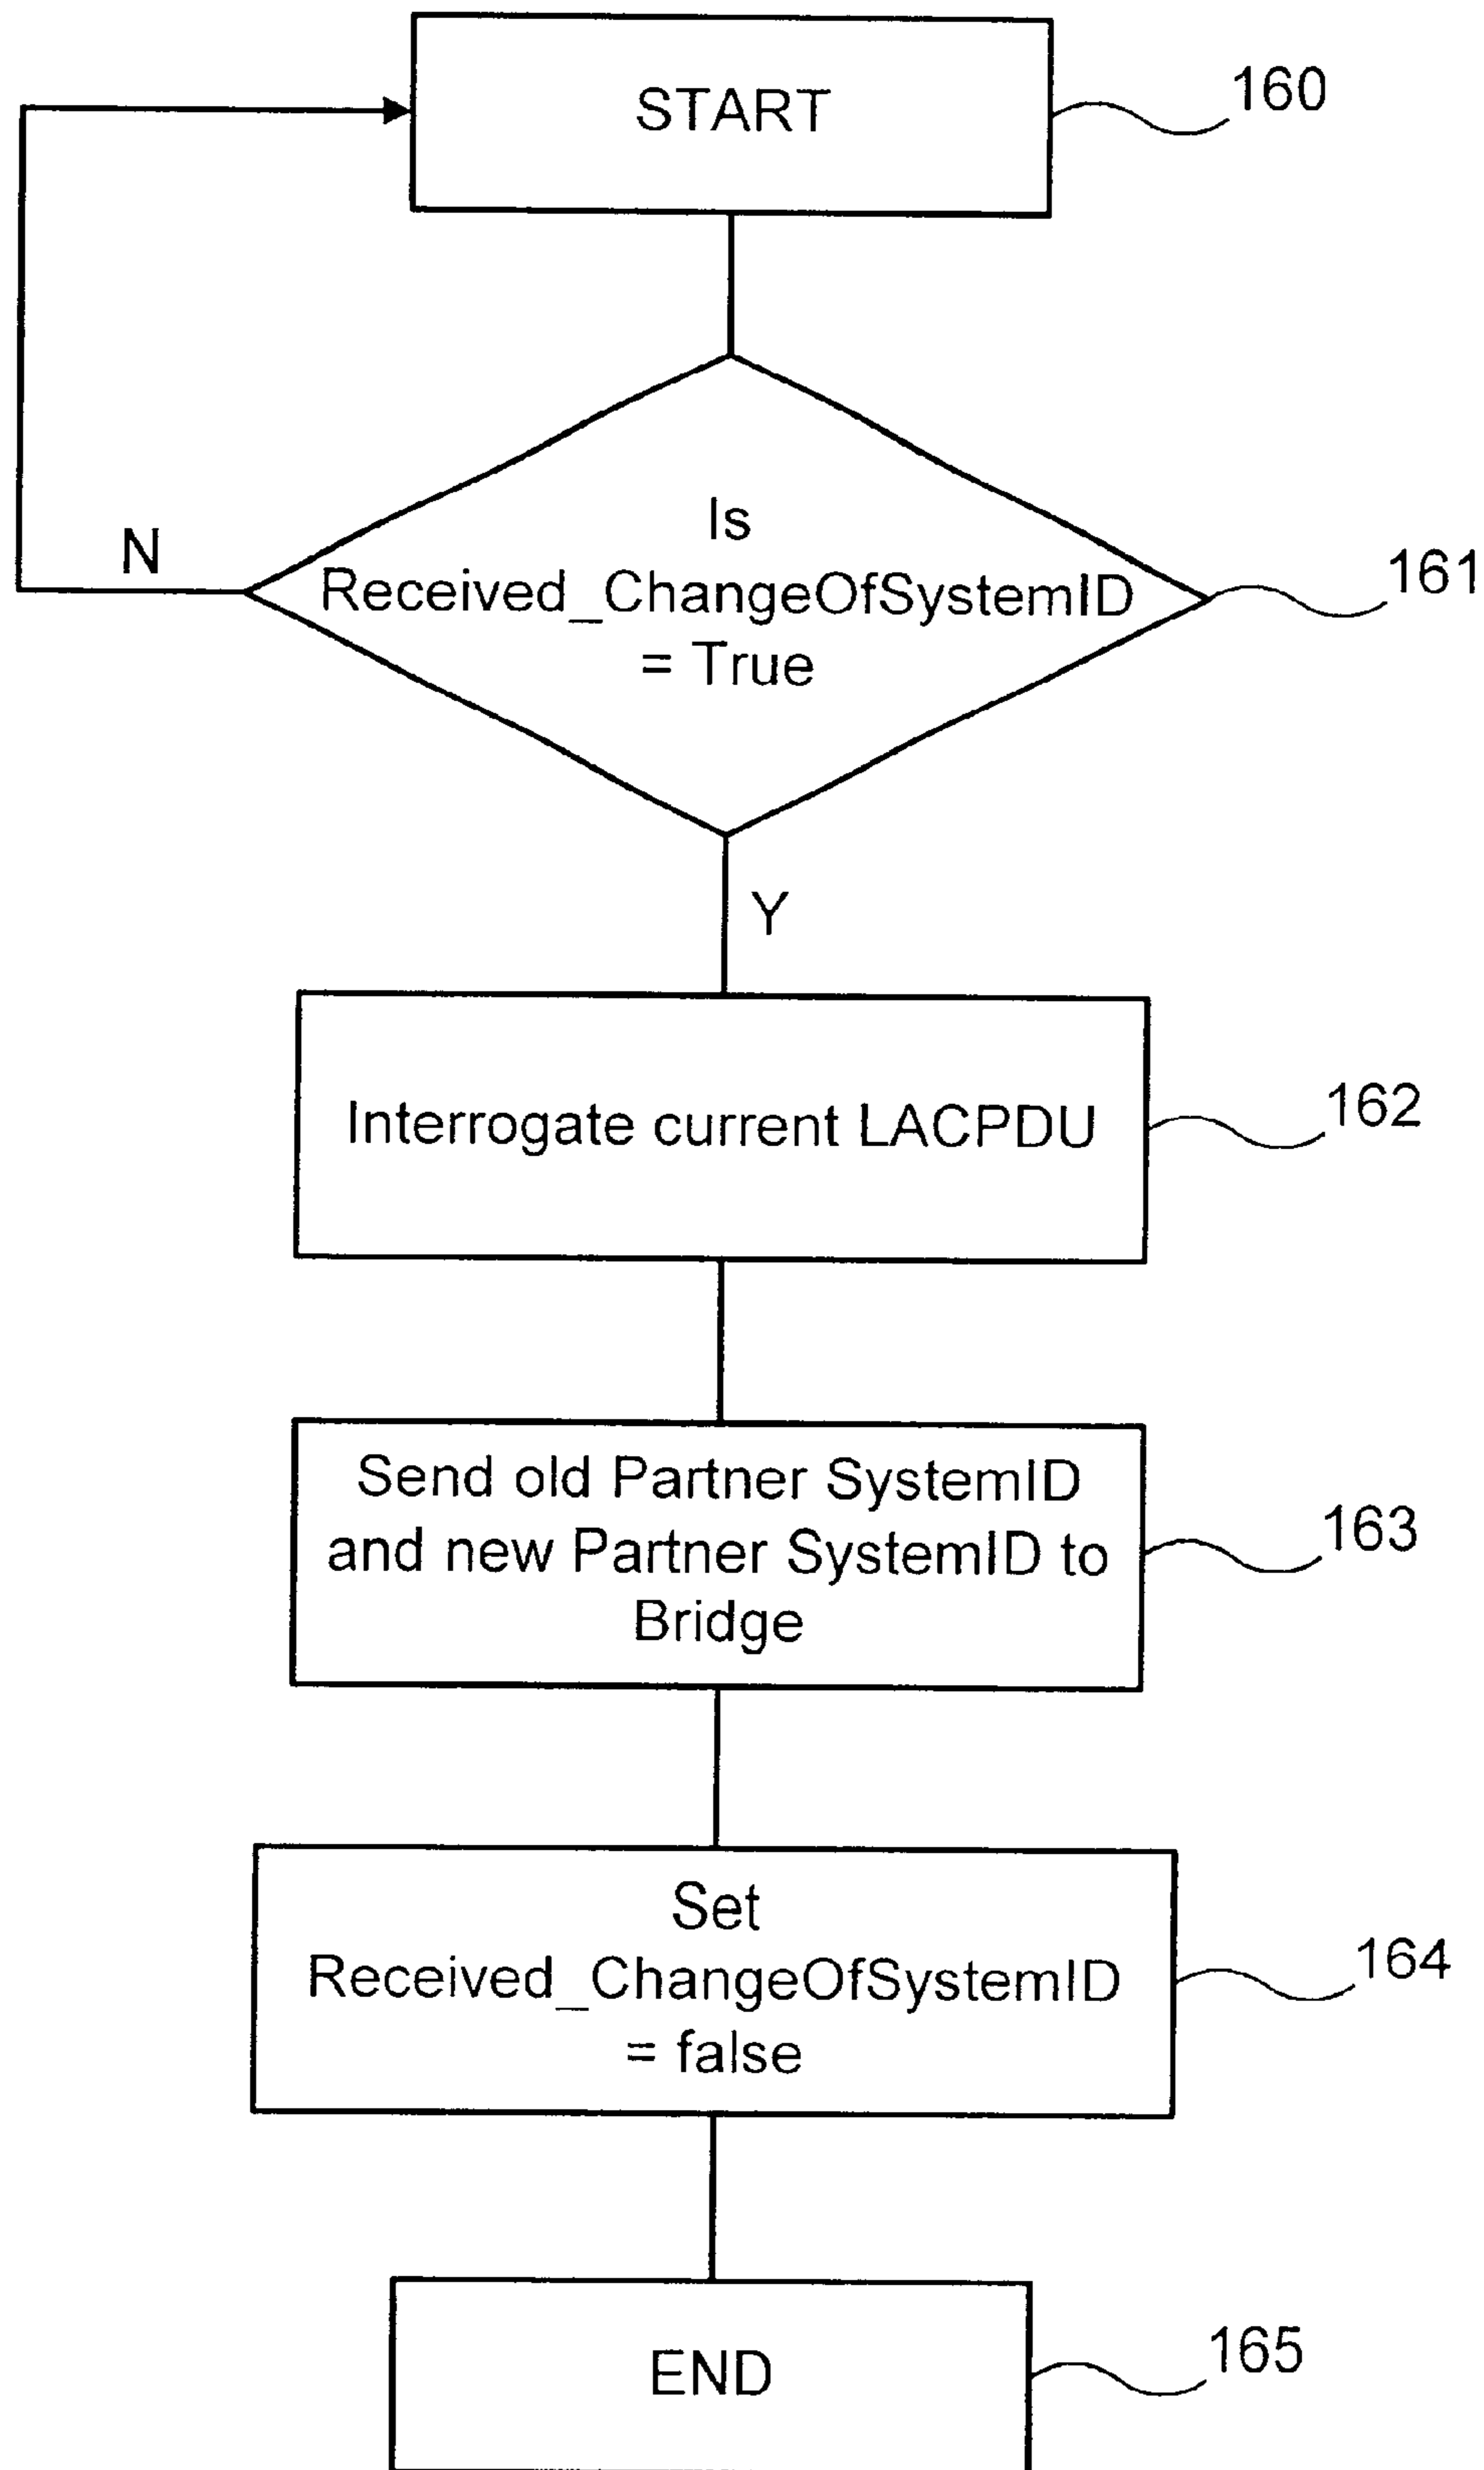 START
160
Is
Received_ChangeOfSystemID
= True
161
N
Y
Interrogate current LACPDU
162
Send old Partner SystemID
and new Partner SystemID to
Bridge
163
Set
Received_ChangeOfSystemID
= false
164
END
165